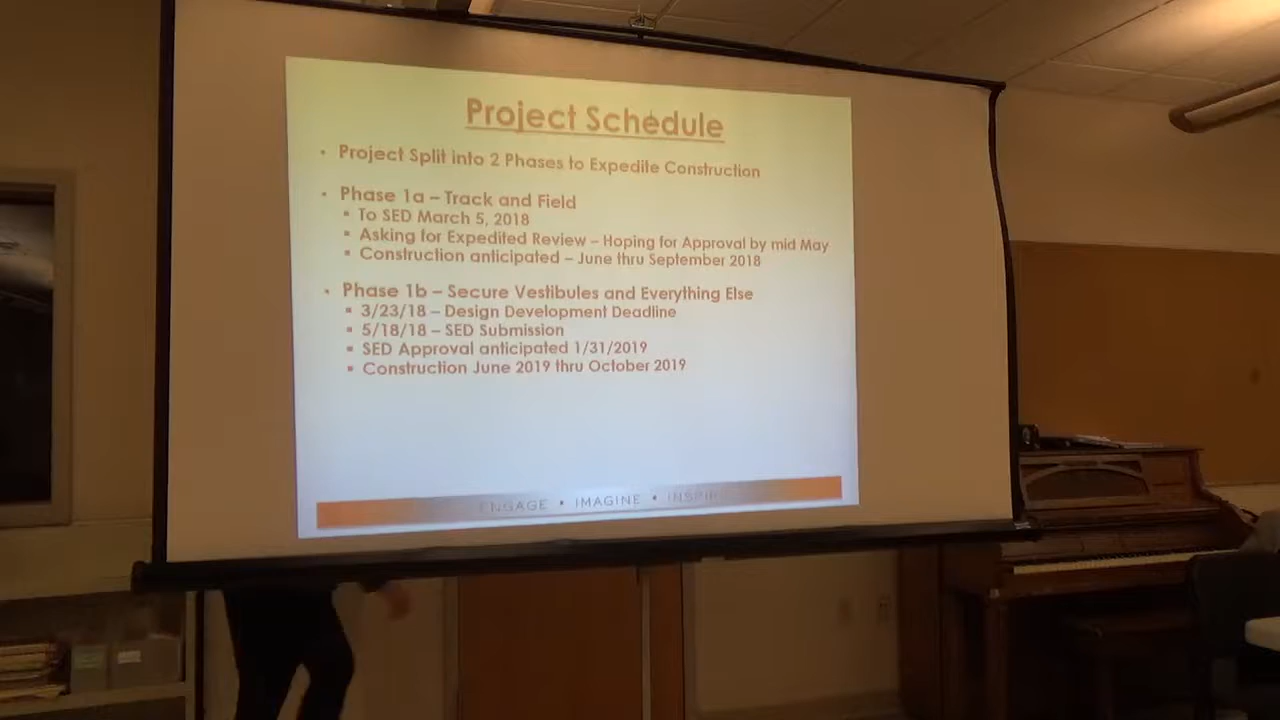 Project Schedule
• Project Split into 2 Phases to Expedite Construction
• Phase 1a – Track and Field
▪ To SED March 5, 2018
▪ Asking for Expedited Review – Hoping for Approval by mid May
▪ Construction anticipated – June thru September 2018
• Phase 1b – Secure Vestibules and Everything Else
▪ 3/23/18 – Design Development Deadline
▪ 5/18/18 – SED Submission
▪ SED Approval anticipated 1/31/2019
▪ Construction June 2019 thru October 2019
ENGAGE • IMAGINE • INSPIRE